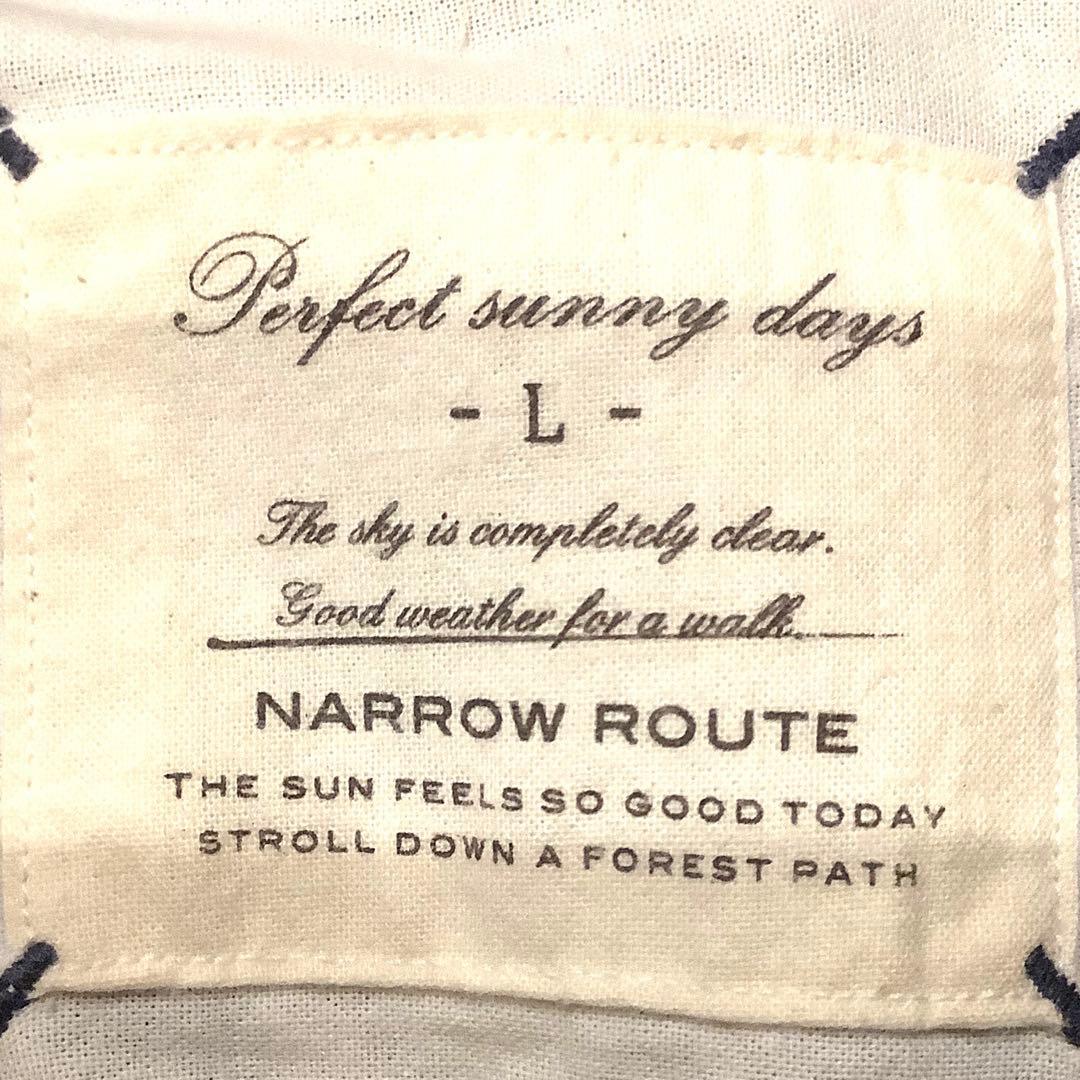 Perfect sunny days
- L -
The sky is completely clear.
Good weather for a walk.
NARROW ROUTE
THE SUN FEELS SO GOOD TODAY
STROLL DOWN A FOREST PATH